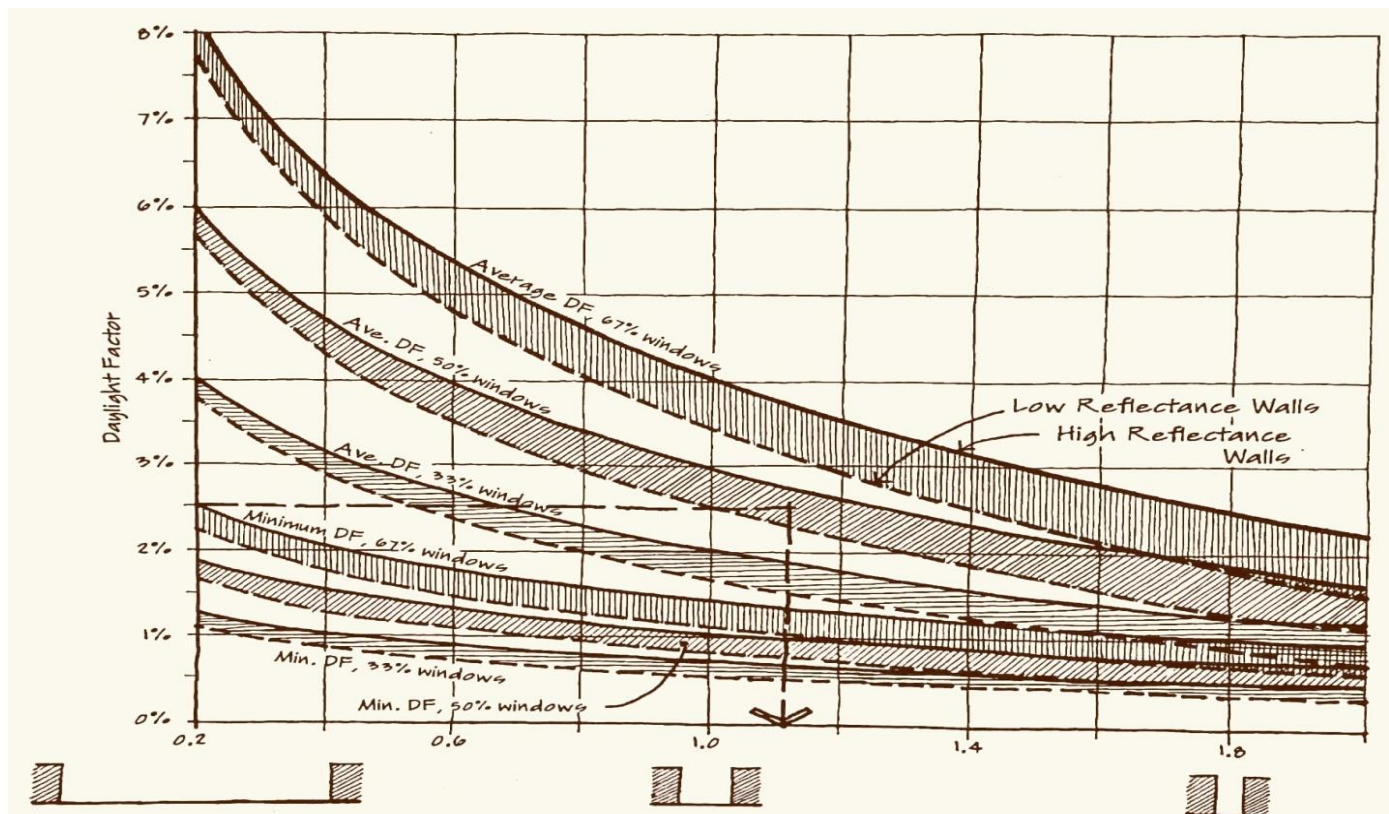 8%
7%
6%
5%
4%
3%
2%
1%
0%
Daylight Factor
Average DF, 67% windows
Ave. DF, 50% windows
Ave. DF, 33% windows
Minimum DF, 67% windows
Min. DF, 33% windows
Min. DF, 50% windows
Low Reflectance Walls
High Reflectance
Walls
0.2
0.6
1.0
1.4
1.8